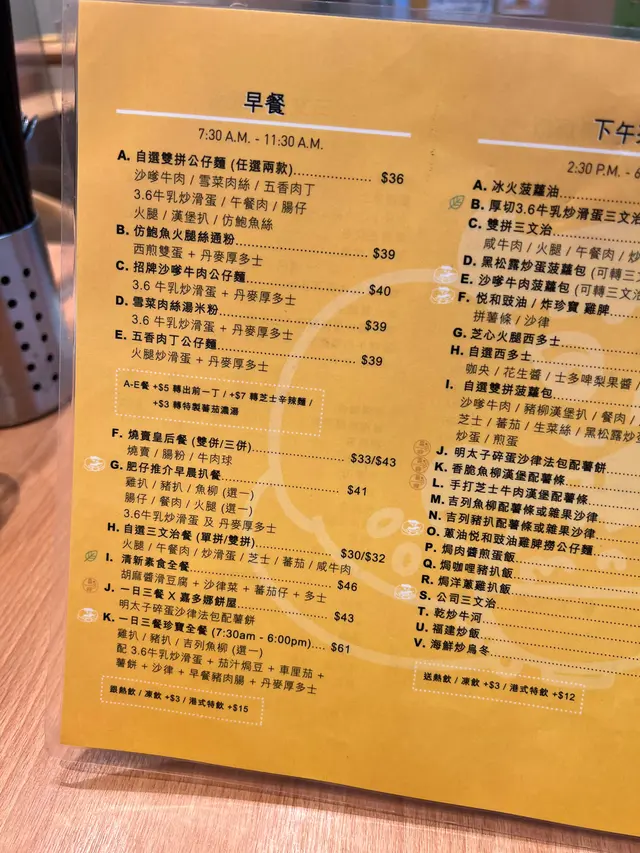 早餐
7:30 A.M. - 11:30 A.M.
A. 自選雙拼公仔麵 (任選兩款) $36
沙嗲牛肉 / 雪菜肉絲 / 五香肉丁
3.6牛乳炒滑蛋 / 午餐肉 / 腸仔
火腿 / 漢堡扒 / 仿鮑魚絲
B. 仿鮑魚火腿絲通粉 $39
西煎雙蛋 + 丹麥厚多士
C. 招牌沙嗲牛肉公仔麵 $40
3.6 牛乳炒滑蛋 + 丹麥厚多士
D. 雪菜肉絲湯米粉 $39
3.6 牛乳炒滑蛋 + 丹麥厚多士
E. 五香肉丁公仔麵 $39
火腿炒滑蛋 + 丹麥厚多士
A-E餐 +$5 轉出前一丁 / +$7 轉芝士辛辣麵 /
+$3 轉特製蕃茄濃湯
F. 燒賣皇后餐 (雙併/三併) $33/$43
燒賣 / 腸粉 / 牛肉球
G. 肥仔推介早晨扒餐 $41
雞扒 / 豬扒 / 魚柳 (選一)
腸仔 / 餐肉 / 火腿 (選一)
3.6牛乳炒滑蛋 及 丹麥厚多士
H. 自選三文治餐 (單拼/雙拼) $30/$32
火腿 / 午餐肉 / 炒滑蛋 / 芝士 / 蕃茄 / 咸牛肉
I. 清新素食全餐 $46
胡麻醬滑豆腐 + 沙律菜 + 蕃茄仔 + 多士
J. 一日三餐 X 嘉多娜餅屋 $43
明太子碎蛋沙律法包配薯餅
K. 一日三餐珍寶全餐 (7:30am - 6:00pm) $61
雞扒 / 豬扒 / 吉列魚柳 (選一)
配 3.6牛乳炒滑蛋 + 茄汁焗豆 + 車厘茄 +
薯餅 + 沙律 + 早餐豬肉腸 + 丹麥厚多士
跟熱飲 / 凍飲 +$3 / 港式特飲 +$15
下午
2:30 P.M. - 6
A. 冰火菠蘿油
B. 厚切3.6牛乳炒滑蛋三文治
C. 雙拼三文治
咸牛肉 / 火腿 / 午餐肉 / 炒
D. 黑松露炒蛋菠蘿包 (可轉三文
E. 沙嗲牛肉菠蘿包 (可轉三文
F. 悦和豉油 / 炸珍寶 雞脾
拼薯條 / 沙律
G. 芝心火腿西多士
H. 自選西多士
咖央 / 花生醬 / 士多啤梨果醬
I. 自選雙拼菠蘿包
沙嗲牛肉 / 豬柳漢堡扒 / 餐肉 /
芝士 / 蕃茄 / 生菜絲 / 黑松露
炒蛋 / 煎蛋
J. 明太子碎蛋沙律法包配薯餅
K. 香脆魚柳漢堡配薯條
L. 手打芝士牛肉漢堡配薯條
M. 吉列魚柳配薯條或雜果沙律
N. 吉列豬扒配薯條或雜果沙律
O. 蔥油悦和豉油雞脾撈公仔麵
P. 焗肉醬煎蛋飯
Q. 焗咖哩豬扒飯
R. 焗洋蔥雞扒飯
S. 公司三文治
T. 乾炒牛河
U. 福建炒飯
V. 海鮮炒烏冬
送熱飲 / 凍飲 +$3 / 港式特飲 +$12